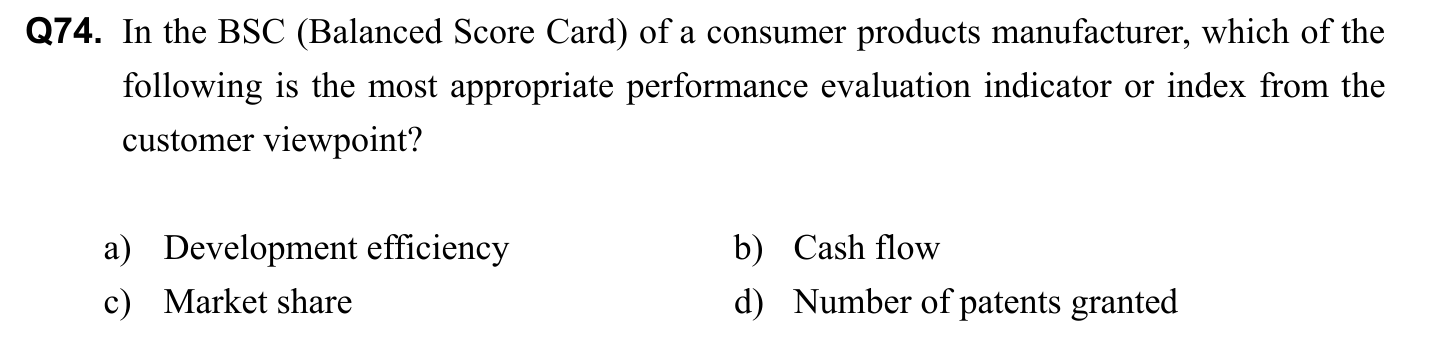 Q74. In the BSC (Balanced Score Card) of a consumer products manufacturer, which of the
following is the most appropriate performance evaluation indicator or index from the
customer viewpoint?
a) Development efficiency b) Cash flow
c) Market share d) Number of patents granted